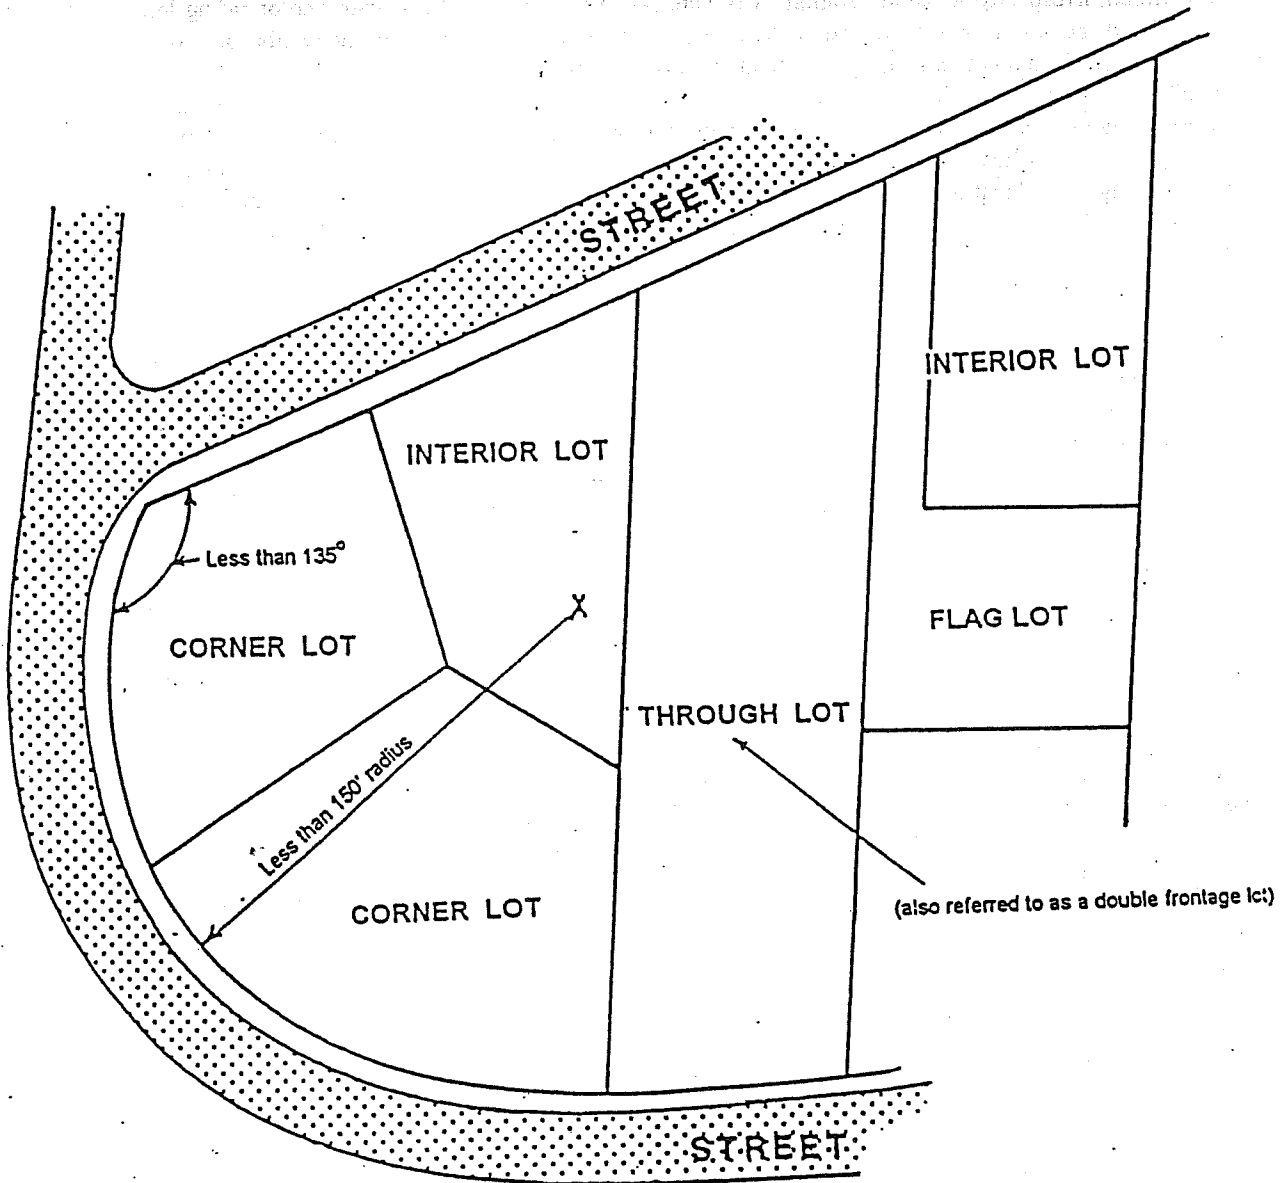 STREET
INTERIOR LOT
INTERIOR LOT
Less than 135°
X
FLAG LOT
CORNER LOT
THROUGH LOT
Less than 150' radius
(also referred to as a double frontage lot)
CORNER LOT
STREET